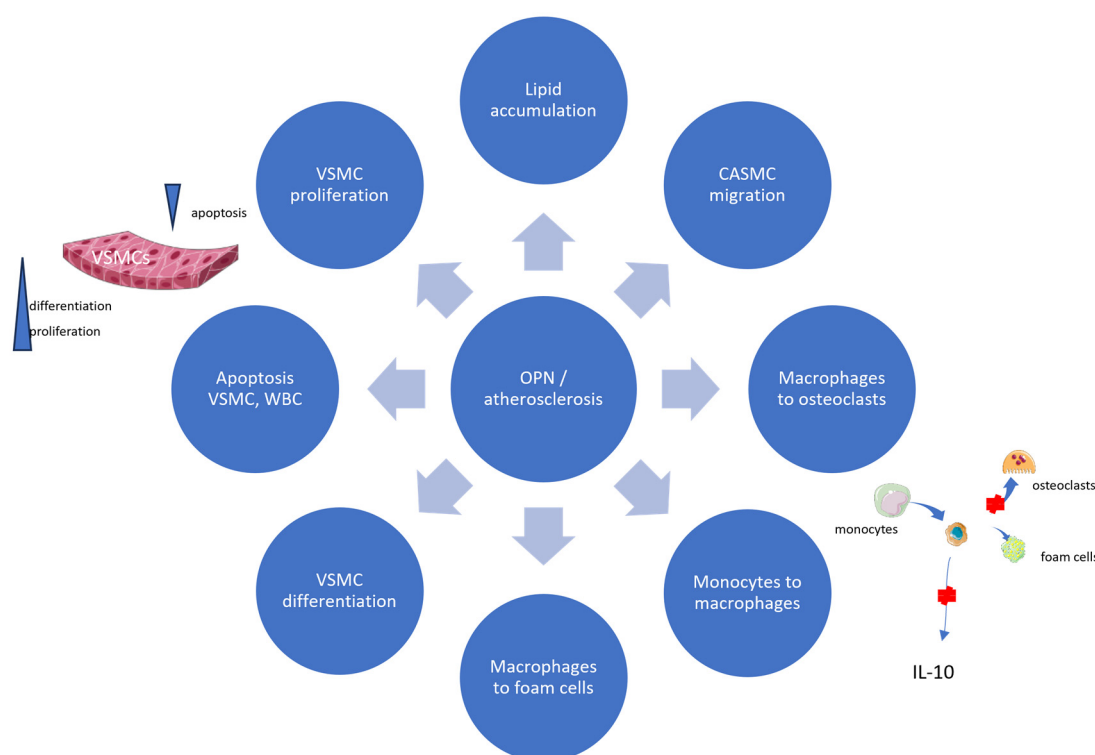 Lipid
accumulation
VSMC
proliferation
CASMC
migration
apoptosis
VSMCs
differentiation
proliferation
Apoptosis
VSMC, WBC
OPN /
atherosclerosis
Macrophages
to osteoclasts
osteoclasts
monocytes
foam cells
VSMC
differentiation
Monocytes to
macrophages
Macrophages
to foam cells
IL-10